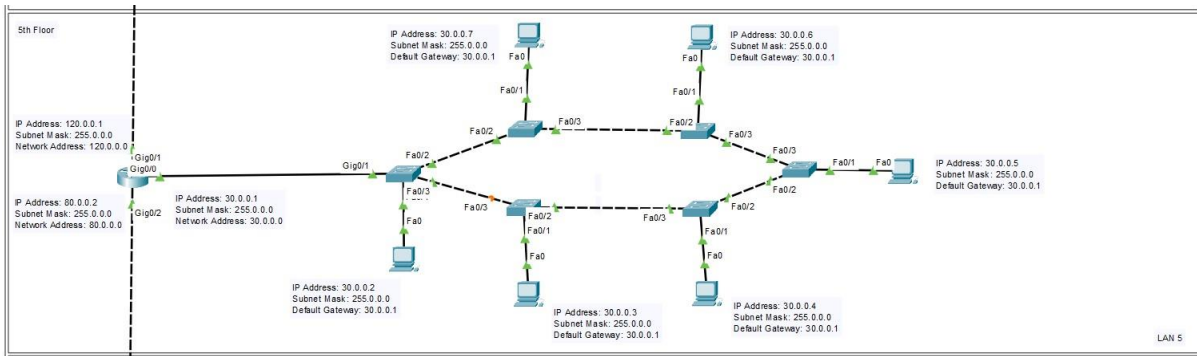 5th Floor
IP Address: 30.0.0.7
Subnet Mask: 255.0.0.0
Default Gateway: 30.0.0.1
Fa0
Fa0/1
IP Address: 30.0.0.6
Subnet Mask: 255.0.0.0
Default Gateway: 30.0.0.1
Fa0
Fa0/1
IP Address: 120.0.0.1
Subnet Mask: 255.0.0.0
Network Address: 120.0.0.0
Gig0/1
Gig0/0
IP Address: 80.0.0.2
Subnet Mask: 255.0.0.0
Network Address: 80.0.0.0
Gig0/2
IP Address: 30.0.0.1
Subnet Mask: 255.0.0.0
Network Address: 30.0.0.0
Gig0/1
Fa0/2
Fa0/3
Fa0
Fa0/2
Fa0/3
Fa0/2
Fa0/3
Fa0/3
Fa0/2
Fa0/1
Fa0
IP Address: 30.0.0.5
Subnet Mask: 255.0.0.0
Default Gateway: 30.0.0.1
Fa0/3
Fa0/2
Fa0/1
Fa0
Fa0/3
Fa0/2
Fa0/1
Fa0
IP Address: 30.0.0.2
Subnet Mask: 255.0.0.0
Default Gateway: 30.0.0.1
IP Address: 30.0.0.3
Subnet Mask: 255.0.0.0
Default Gateway: 30.0.0.1
IP Address: 30.0.0.4
Subnet Mask: 255.0.0.0
Default Gateway: 30.0.0.1
LAN 5